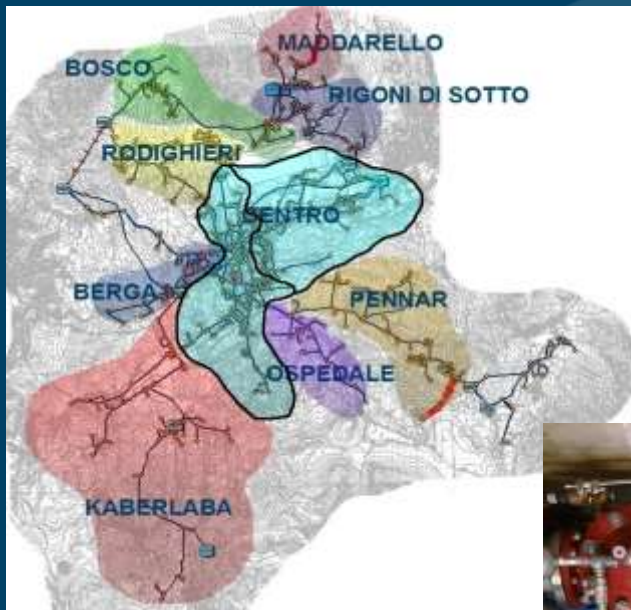 MADDARELLO
BOSCO
RIGONI DI SOTTO
RODIGHIERI
CENTRO
BERGA
PENNAR
OSPEDALE
KABERLABA